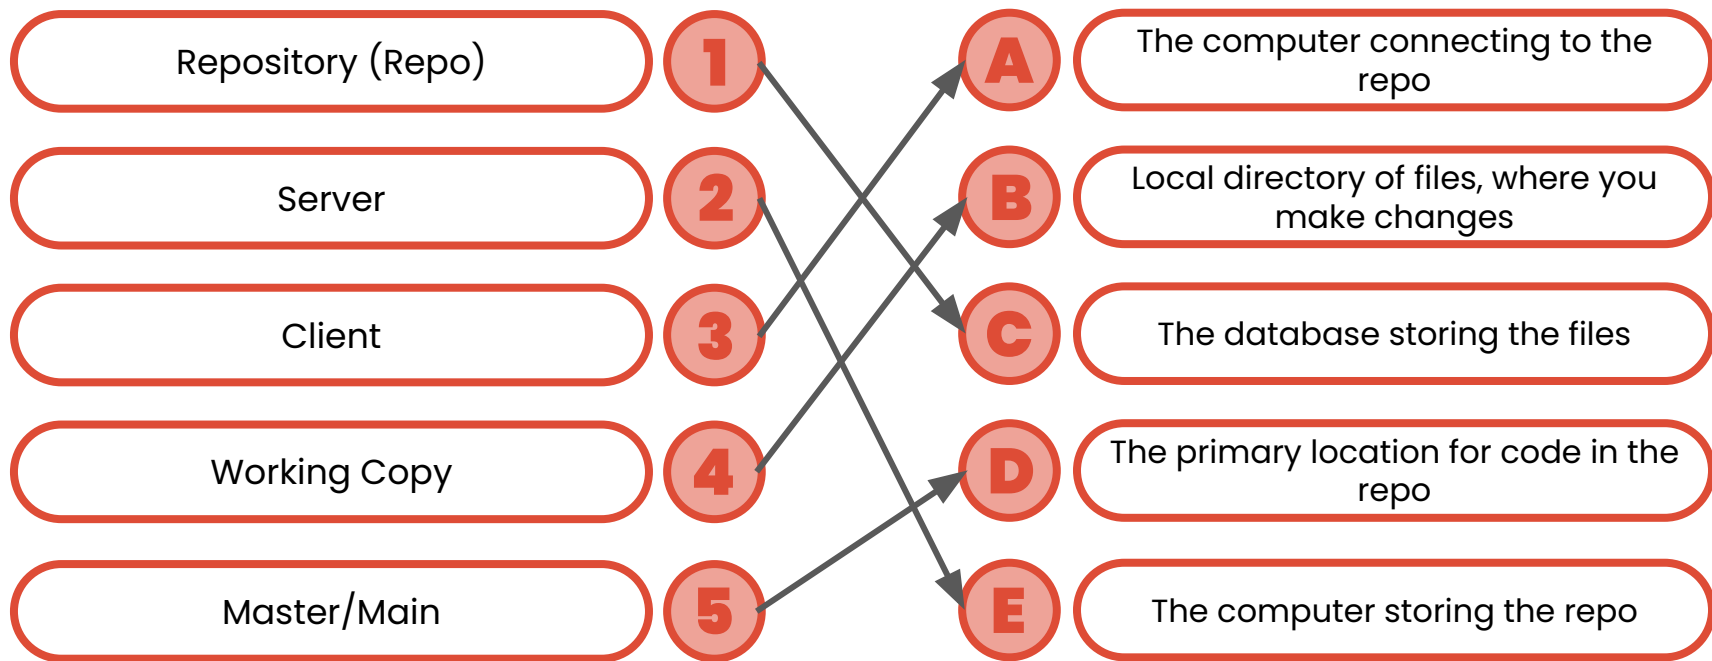 Repository (Repo)
1
A
The computer connecting to the
repo
Server
2
B
Local directory of files, where you
make changes
Client
3
C
The database storing the files
Working Copy
4
D
The primary location for code in the
repo
Master/Main
5
E
The computer storing the repo